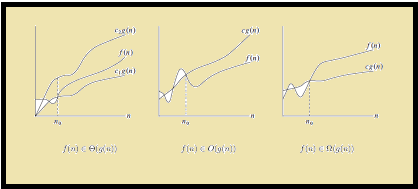 c₂g(n)
f(n)
c₁g(n)
n
n₀
f(n) ∈ Θ(g(n))
cg(n)
f(n)
n
n₀
f(n) ∈ O(g(n))
f(n)
cg(n)
n
n₀
f(n) ∈ Ω(g(n))